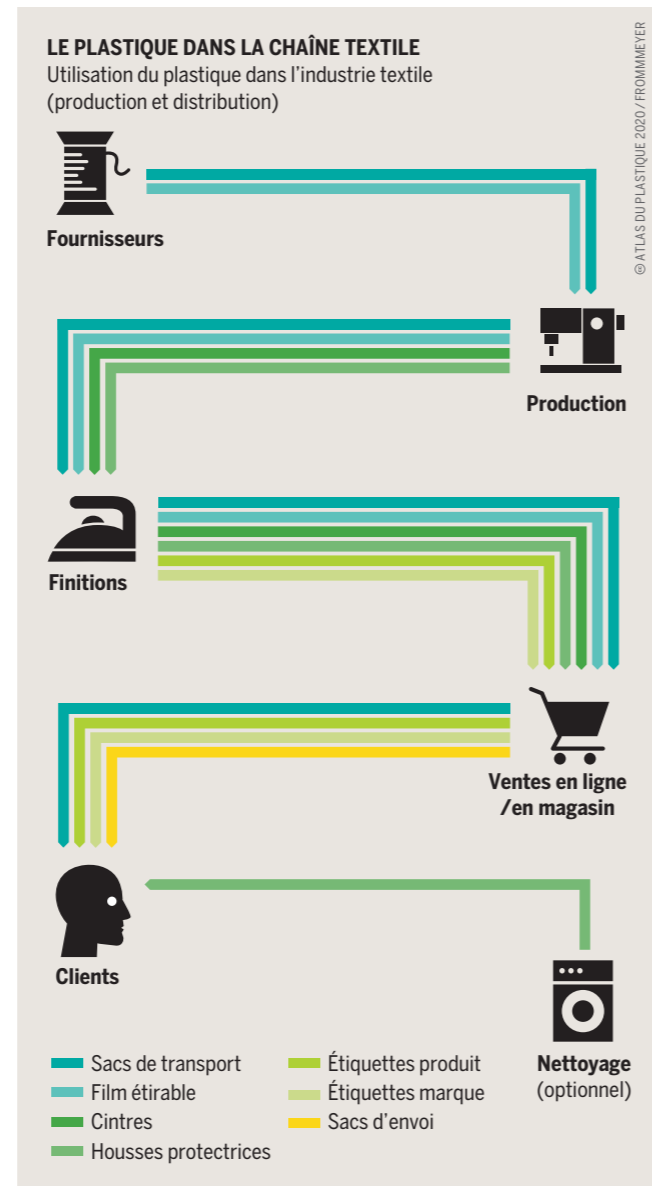 LE PLASTIQUE DANS LA CHAÎNE TEXTILE
Utilisation du plastique dans l’industrie textile
(production et distribution)
© ATLAS DU PLASTIQUE 2020 / FROMMMEYER
Fournisseurs
Production
Finitions
Ventes en ligne
/en magasin
Clients
Nettoyage
(optionnel)
Sacs de transport
Film étirable
Cintres
Housses protectrices
Étiquettes produit
Étiquettes marque
Sacs d’envoi